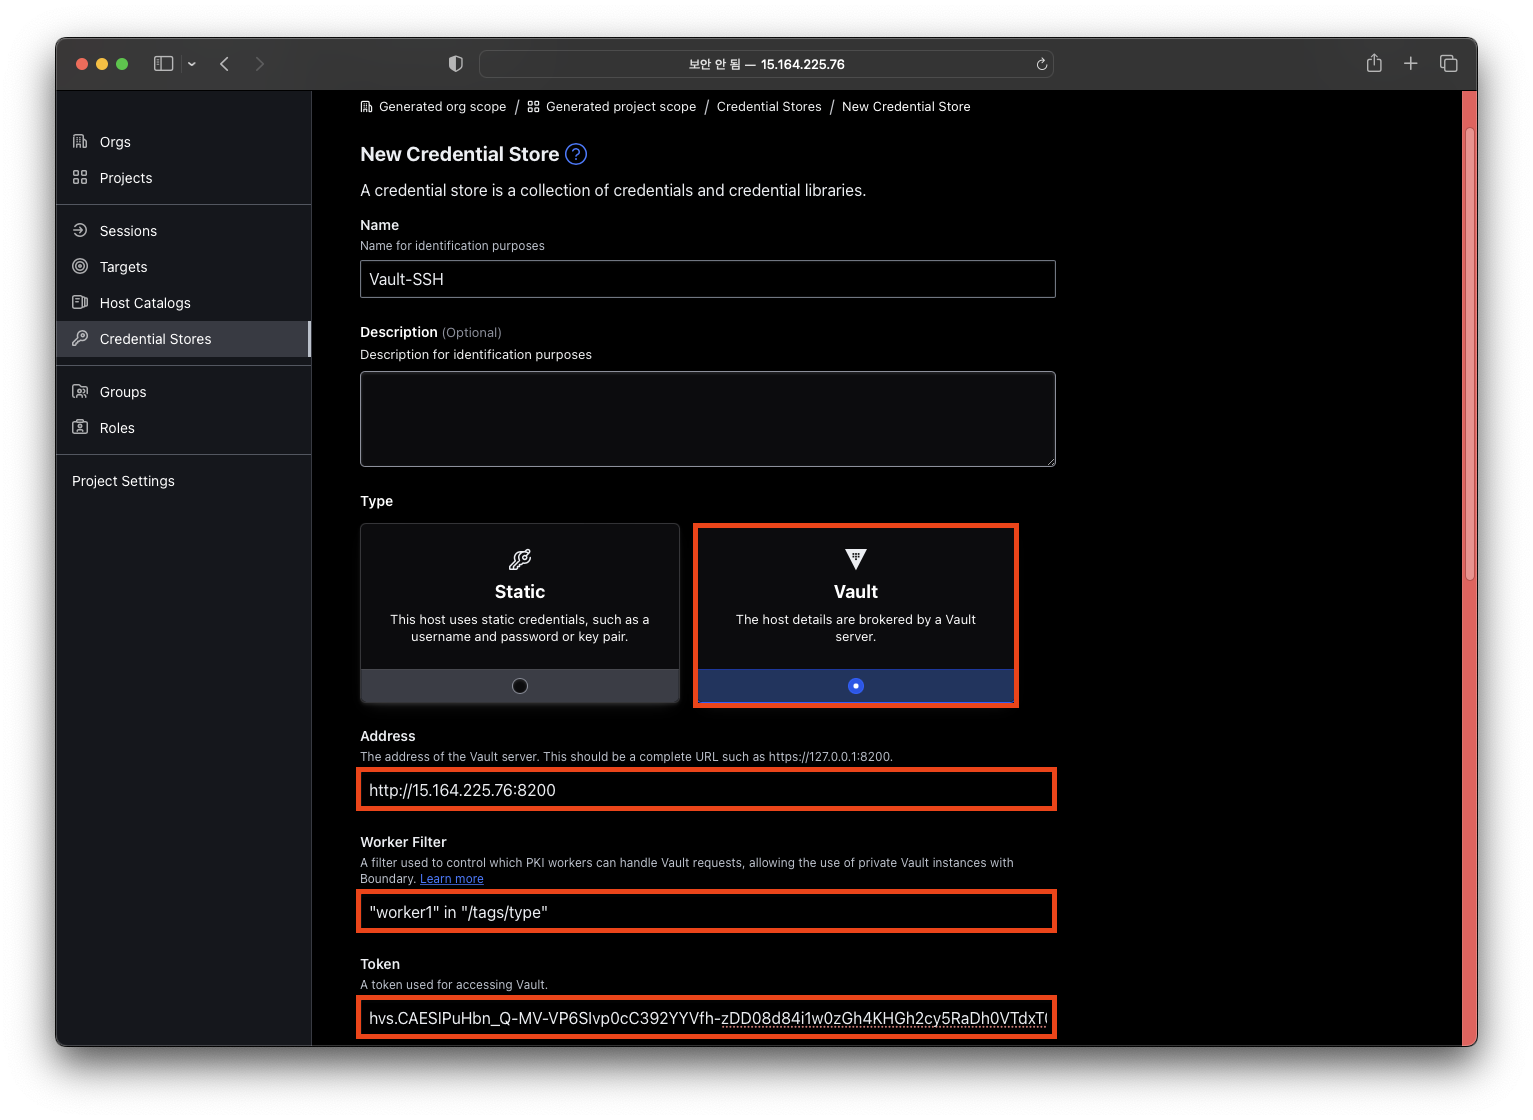 보안 안 됨 — 15.164.225.76
Generated org scope / Generated project scope / Credential Stores / New Credential Store
Orgs
Projects
Sessions
Targets
Host Catalogs
Credential Stores
Groups
Roles
Project Settings
New Credential Store ?
A credential store is a collection of credentials and credential libraries.
Name
Name for identification purposes
Vault-SSH
Description (Optional)
Description for identification purposes
Type
Static
This host uses static credentials, such as a
username and password or key pair.
Vault
The host details are brokered by a Vault
server.
Address
The address of the Vault server. This should be a complete URL such as https://127.0.0.1:8200.
http://15.164.225.76:8200
Worker Filter
A filter used to control which PKI workers can handle Vault requests, allowing the use of private Vault instances with
Boundary. Learn more
"worker1" in "/tags/type"
Token
A token used for accessing Vault.
hvs.CAESIPuHbn_Q-MV-VP6SIvp0cC392YYVfh-zDD08d84i1w0zGh4KHGh2cy5RaDh0VTdxT